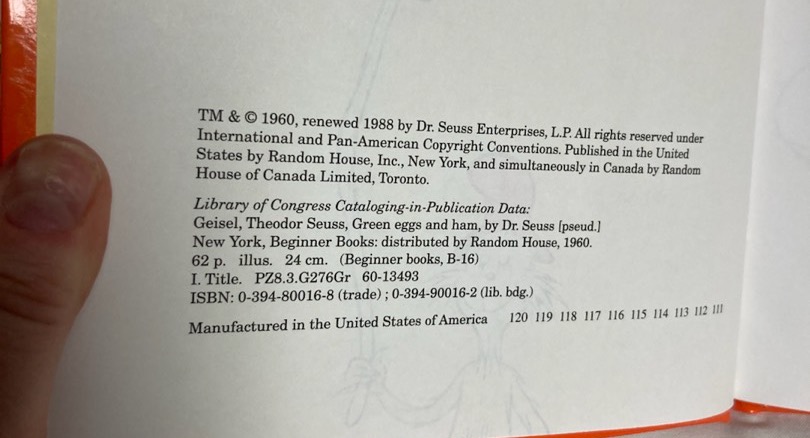 TM & © 1960, renewed 1988 by Dr. Seuss Enterprises, L.P. All rights reserved under
International and Pan-American Copyright Conventions. Published in the United
States by Random House, Inc., New York, and simultaneously in Canada by Random
House of Canada Limited, Toronto.
Library of Congress Cataloging-in-Publication Data:
Geisel, Theodor Seuss, Green eggs and ham, by Dr. Seuss [pseud.]
New York, Beginner Books: distributed by Random House, 1960.
62 p. illus. 24 cm. (Beginner books, B-16)
I. Title. PZ8.3.G276Gr 60-13493
ISBN: 0-394-80016-8 (trade) ; 0-394-90016-2 (lib. bdg.)
Manufactured in the United States of America 120 119 118 117 116 115 114 113 112 111